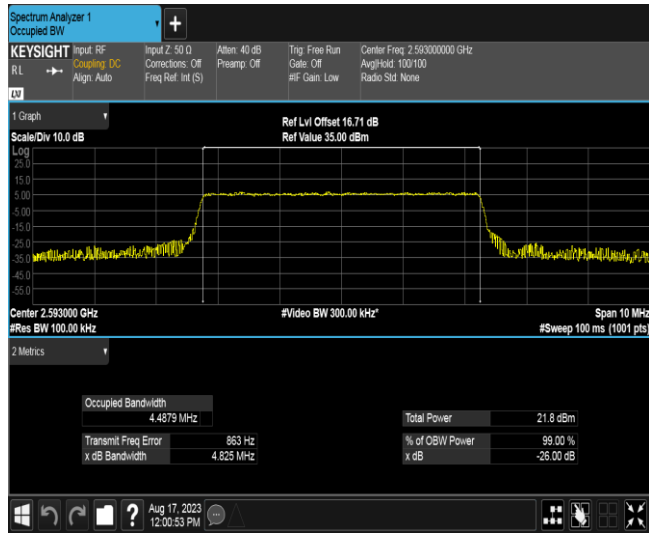 Spectrum Analyzer 1
Occupied BW
KEYSIGHT Input: RF Input Z: 50 Ω Atten: 40 dB Trig: Free Run Center Freq: 2.593000000 GHz
RL Coupling: DC Corrections: Off Preamp: Off Gate: Off Avg|Hold: 100/100
Align: Auto Freq Ref: Int (S) #IF Gain: Low Radio Std: None
LXI
1 Graph Ref Lvl Offset 16.71 dB
Scale/Div 10.0 dB Ref Value 35.00 dBm
Log
25.0
15.0
5.00
-5.00
-15.0
-25.0
-35.0
-45.0
-55.0
Center 2.593000 GHz #Video BW 300.00 kHz* Span 10 MHz
#Res BW 100.00 kHz #Sweep 100 ms (1001 pts)
2 Metrics
Occupied Bandwidth
4.4879 MHz Total Power 21.8 dBm
Transmit Freq Error 863 Hz % of OBW Power 99.00 %
x dB Bandwidth 4.825 MHz x dB -26.00 dB
? Aug 17, 2023
12:00:53 PM